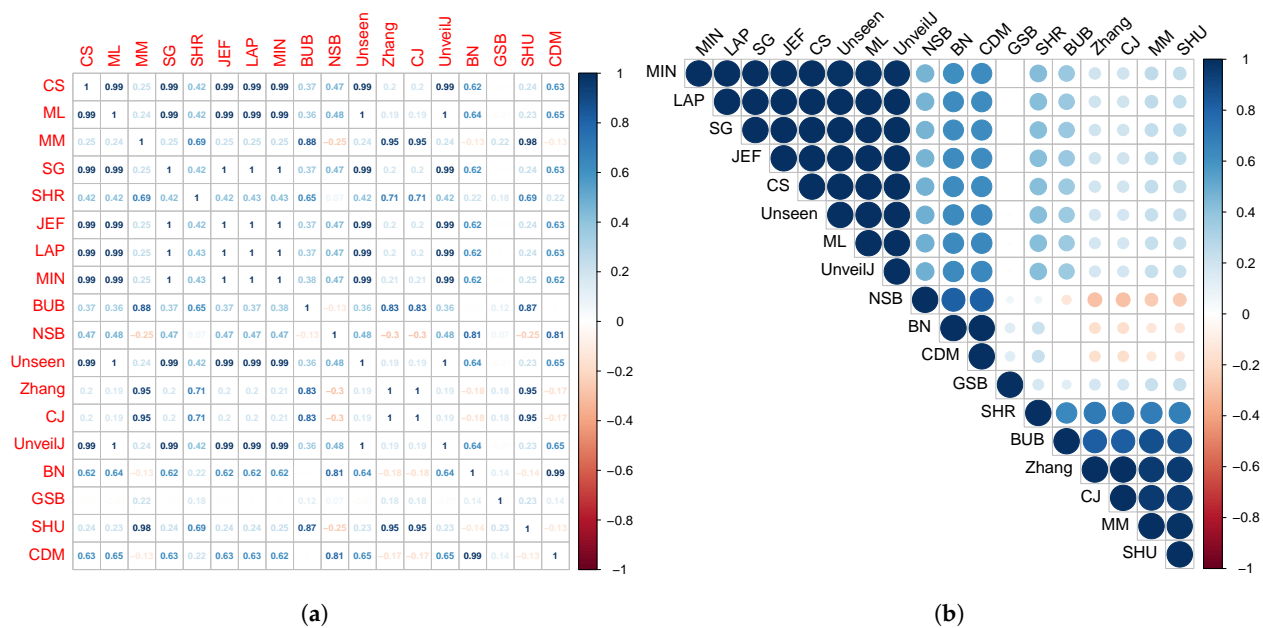 CS ML MM SG SHR JEF LAP MIN BUB NSB Unseen Zhang CJ UnveilJ BN GSB SHU CDM
CS 1 0.99 0.25 0.99 0.42 0.99 0.99 0.99 0.37 0.47 0.99 0.2 0.2 0.99 0.62 0.24 0.63
ML 0.99 1 0.24 0.99 0.42 0.99 0.99 0.99 0.36 0.48 1 0.19 0.19 1 0.64 0.23 0.65
MM 0.25 0.24 1 0.25 0.69 0.25 0.25 0.25 0.88 −0.25 0.24 0.95 0.95 0.24 −0.13 0.22 0.98 −0.13
SG 0.99 0.99 0.25 1 0.42 1 1 1 0.37 0.47 0.99 0.2 0.2 0.99 0.62 0.24 0.63
SHR 0.42 0.42 0.69 0.42 1 0.42 0.43 0.43 0.65 0.07 0.42 0.71 0.71 0.42 0.22 0.18 0.69 0.22
JEF 0.99 0.99 0.25 1 0.42 1 1 1 0.37 0.47 0.99 0.2 0.2 0.99 0.62 0.24 0.63
LAP 0.99 0.99 0.25 1 0.43 1 1 1 0.38 0.47 0.99 0.2 0.2 0.99 0.62 0.24 0.63
MIN 0.99 0.99 0.25 1 0.43 1 1 1 0.38 0.47 0.99 0.21 0.21 0.99 0.62 0.25 0.62
BUB 0.37 0.36 0.88 0.37 0.65 0.37 0.38 0.38 1 −0.13 0.36 0.83 0.83 0.36 0.12 0.87
NSB 0.47 0.48 −0.25 0.47 0.07 0.47 0.47 0.47 −0.13 1 0.48 −0.3 −0.3 0.48 0.81 0.07 −0.25 0.81
Unseen 0.99 1 0.24 0.99 0.42 0.99 0.99 0.99 0.36 0.48 1 0.19 0.19 1 0.64 0.23 0.65
Zhang 0.2 0.19 0.95 0.2 0.71 0.2 0.2 0.21 0.83 −0.3 0.19 1 1 0.19 −0.18 0.18 0.95 −0.17
CJ 0.2 0.19 0.95 0.2 0.71 0.2 0.2 0.21 0.83 −0.3 0.19 1 1 0.19 −0.18 0.18 0.95 −0.17
UnveilJ 0.99 1 0.24 0.99 0.42 0.99 0.99 0.99 0.36 0.48 1 0.19 0.19 1 0.64 0.23 0.65
BN 0.62 0.64 −0.13 0.62 0.22 0.62 0.62 0.62 0.81 0.64 −0.18 −0.18 0.64 1 0.14 −0.14 0.99
GSB 0.22 0.18 0.12 0.07 0.18 0.18 0.14 1 0.23 0.14
SHU 0.24 0.23 0.98 0.24 0.69 0.24 0.24 0.25 0.87 −0.25 0.23 0.95 0.95 0.23 −0.14 0.23 1 −0.13
CDM 0.63 0.65 −0.13 0.63 0.22 0.63 0.63 0.62 0.81 0.65 −0.17 −0.17 0.65 0.99 0.14 −0.13 1
1
0.8
0.6
0.4
0.2
0
−0.2
−0.4
−0.6
−0.8
−1
(a)
MIN LAP SG JEF CS Unseen ML UnveilJ NSB BN CDM GSB SHR BUB Zhang CJ MM SHU
MIN
LAP
SG
JEF
CS
Unseen
ML
UnveilJ
NSB
BN
CDM
GSB
SHR
BUB
Zhang
CJ
MM
SHU
1
0.8
0.6
0.4
0.2
0
−0.2
−0.4
−0.6
−0.8
−1
(b)